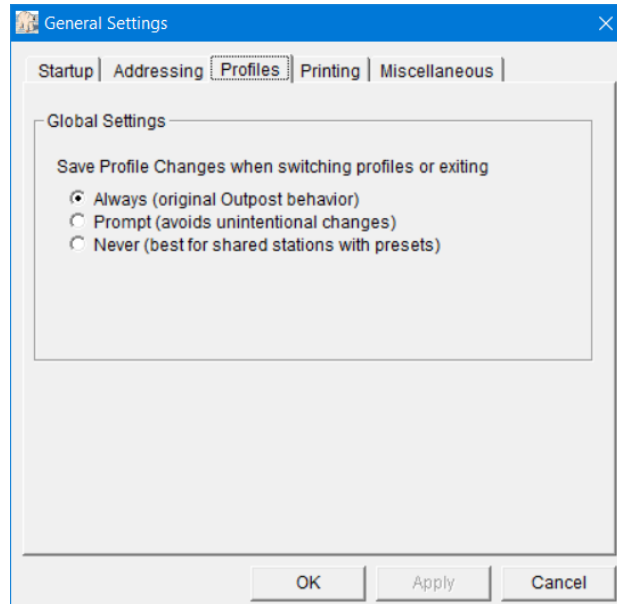 General Settings
Startup Addressing Profiles Printing Miscellaneous
Global Settings
Save Profile Changes when switching profiles or exiting
Always (original Outpost behavior)
Prompt (avoids unintentional changes)
Never (best for shared stations with presets)
OK Apply Cancel